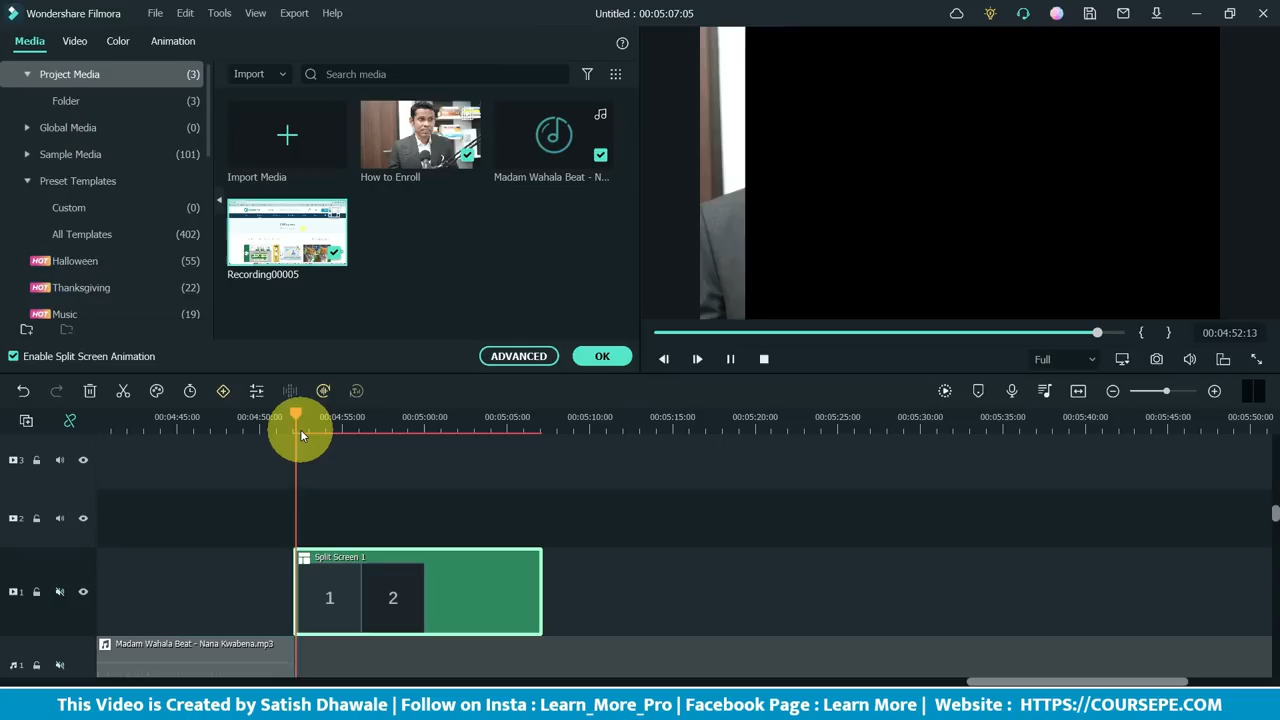 Wondershare Filmora File Edit Tools View Export Help Untitled : 00:05:07:05
Media Video Color Animation
Project Media (3) Import Search media
Folder (3)
Global Media (0)
Sample Media (101)
Import Media How to Enroll Madam Wahala Beat - N...
Preset Templates
Custom (0)
All Templates (402)
HOT Halloween (55)
Recording00005
HOT Thanksgiving (22)
HOT Music (19)
{ } 00:04:52:13
Enable Split Screen Animation ADVANCED OK Full
00:04:45:00 00:04:50:00 00:04:55:00 00:05:00:00 00:05:05:00 00:05:10:00 00:05:15:00 00:05:20:00 00:05:25:00 00:05:30:00 00:05:35:00 00:05:40:00 00:05:45:00 00:05:50:00
3
2
Split Screen 1
1 1 2
Madam Wahala Beat - Nana Kwabena.mp3
1
This Video is Created by Satish Dhawale | Follow on Insta : Learn_More_Pro | Facebook Page : Learn More | Website : HTTPS://COURSEPE.COM